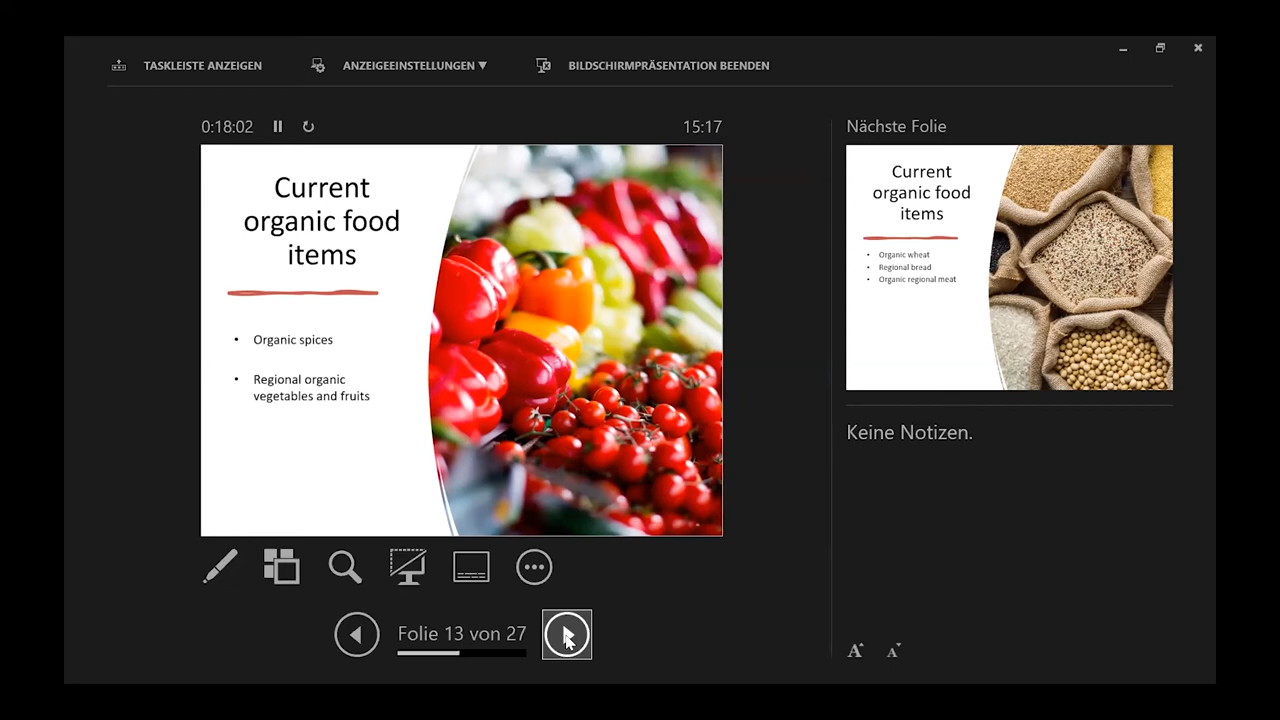 TASKLEISTE ANZEIGEN
ANZEIGEEINSTELLUNGEN ▼
BILDSCHIRMPRÄSENTATION BEENDEN
0:18:02
15:17
Current
organic food
items
• Organic spices
• Regional organic
vegetables and fruits
Folie 13 von 27
Nächste Folie
Current
organic food
items
• Organic wheat
• Regional bread
• Organic regional meat
Keine Notizen.
A A